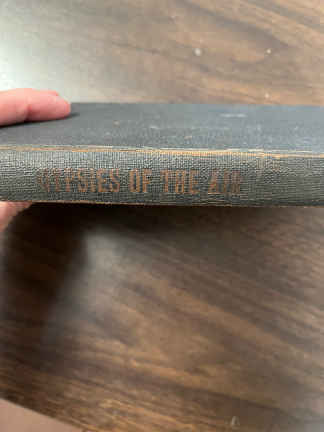 GYPSIES OF THE AIR